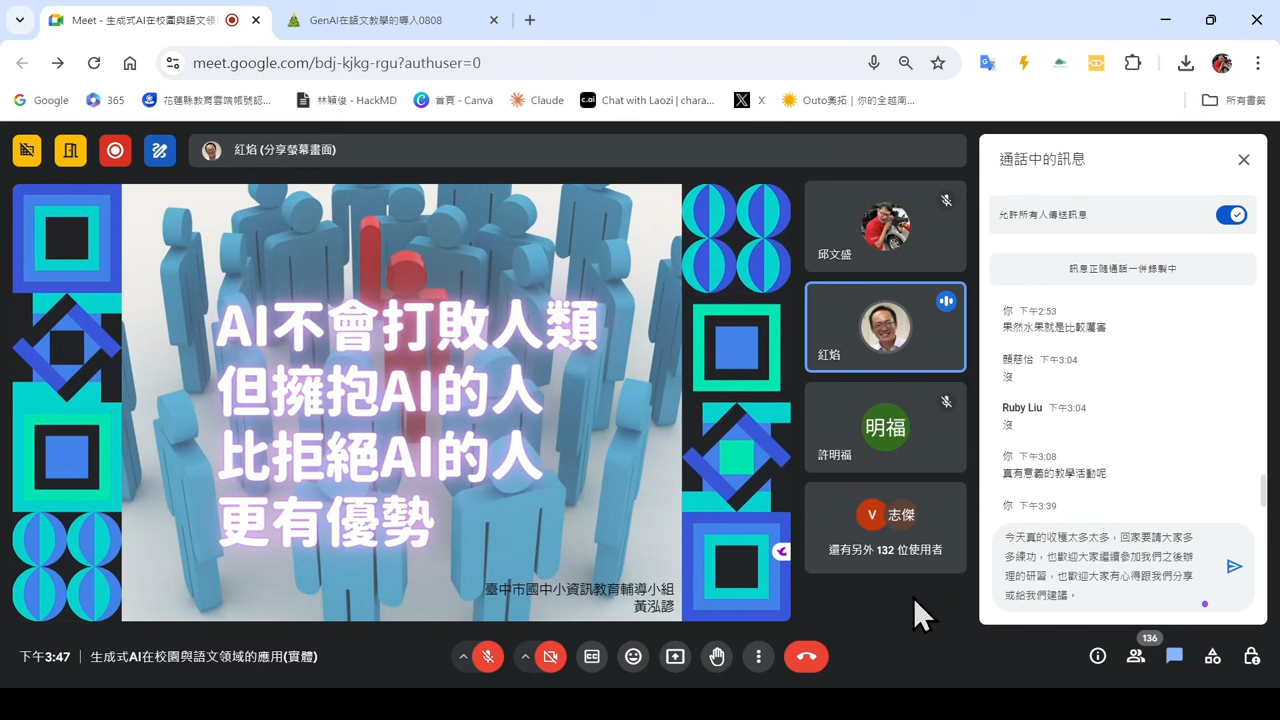 Meet - 生成式AI在校園與語文領
GenAI在語文教學的導入0808
meet.google.com/bdj-kjkg-rgu?authuser=0
Google
365
花蓮縣教育雲端帳號認...
林穎俊 - HackMD
首頁 - Canva
Claude
c.ai
Chat with Laozi | chara...
X
Outo奧拓 | 你的全越南...
所有書籤
紅焰 (分享螢幕畫面)
AI不會打敗人類
但擁抱AI的人
比拒絕AI的人
更有優勢
臺中市國中小資訊教育輔導小組
黃泓諺
邱文盛
紅焰
明福
許明福
V
志傑
還有另外 132 位使用者
通話中的訊息
允許所有人傳送訊息
訊息正隨通話一併錄製中
你 下午2:53
果然水果就是比較厲害
顏慈怡 下午3:04
沒
Ruby Liu 下午3:04
沒
你 下午3:08
真有意義的教學活動呢
你 下午3:39
今天真的收穫太多太多，回家要請大家多
多練功，也歡迎大家繼續參加我們之後辦
理的研習，也歡迎大家有心得跟我們分享
或給我們建議。
下午3:47
生成式AI在校園與語文領域的應用(實體)
136